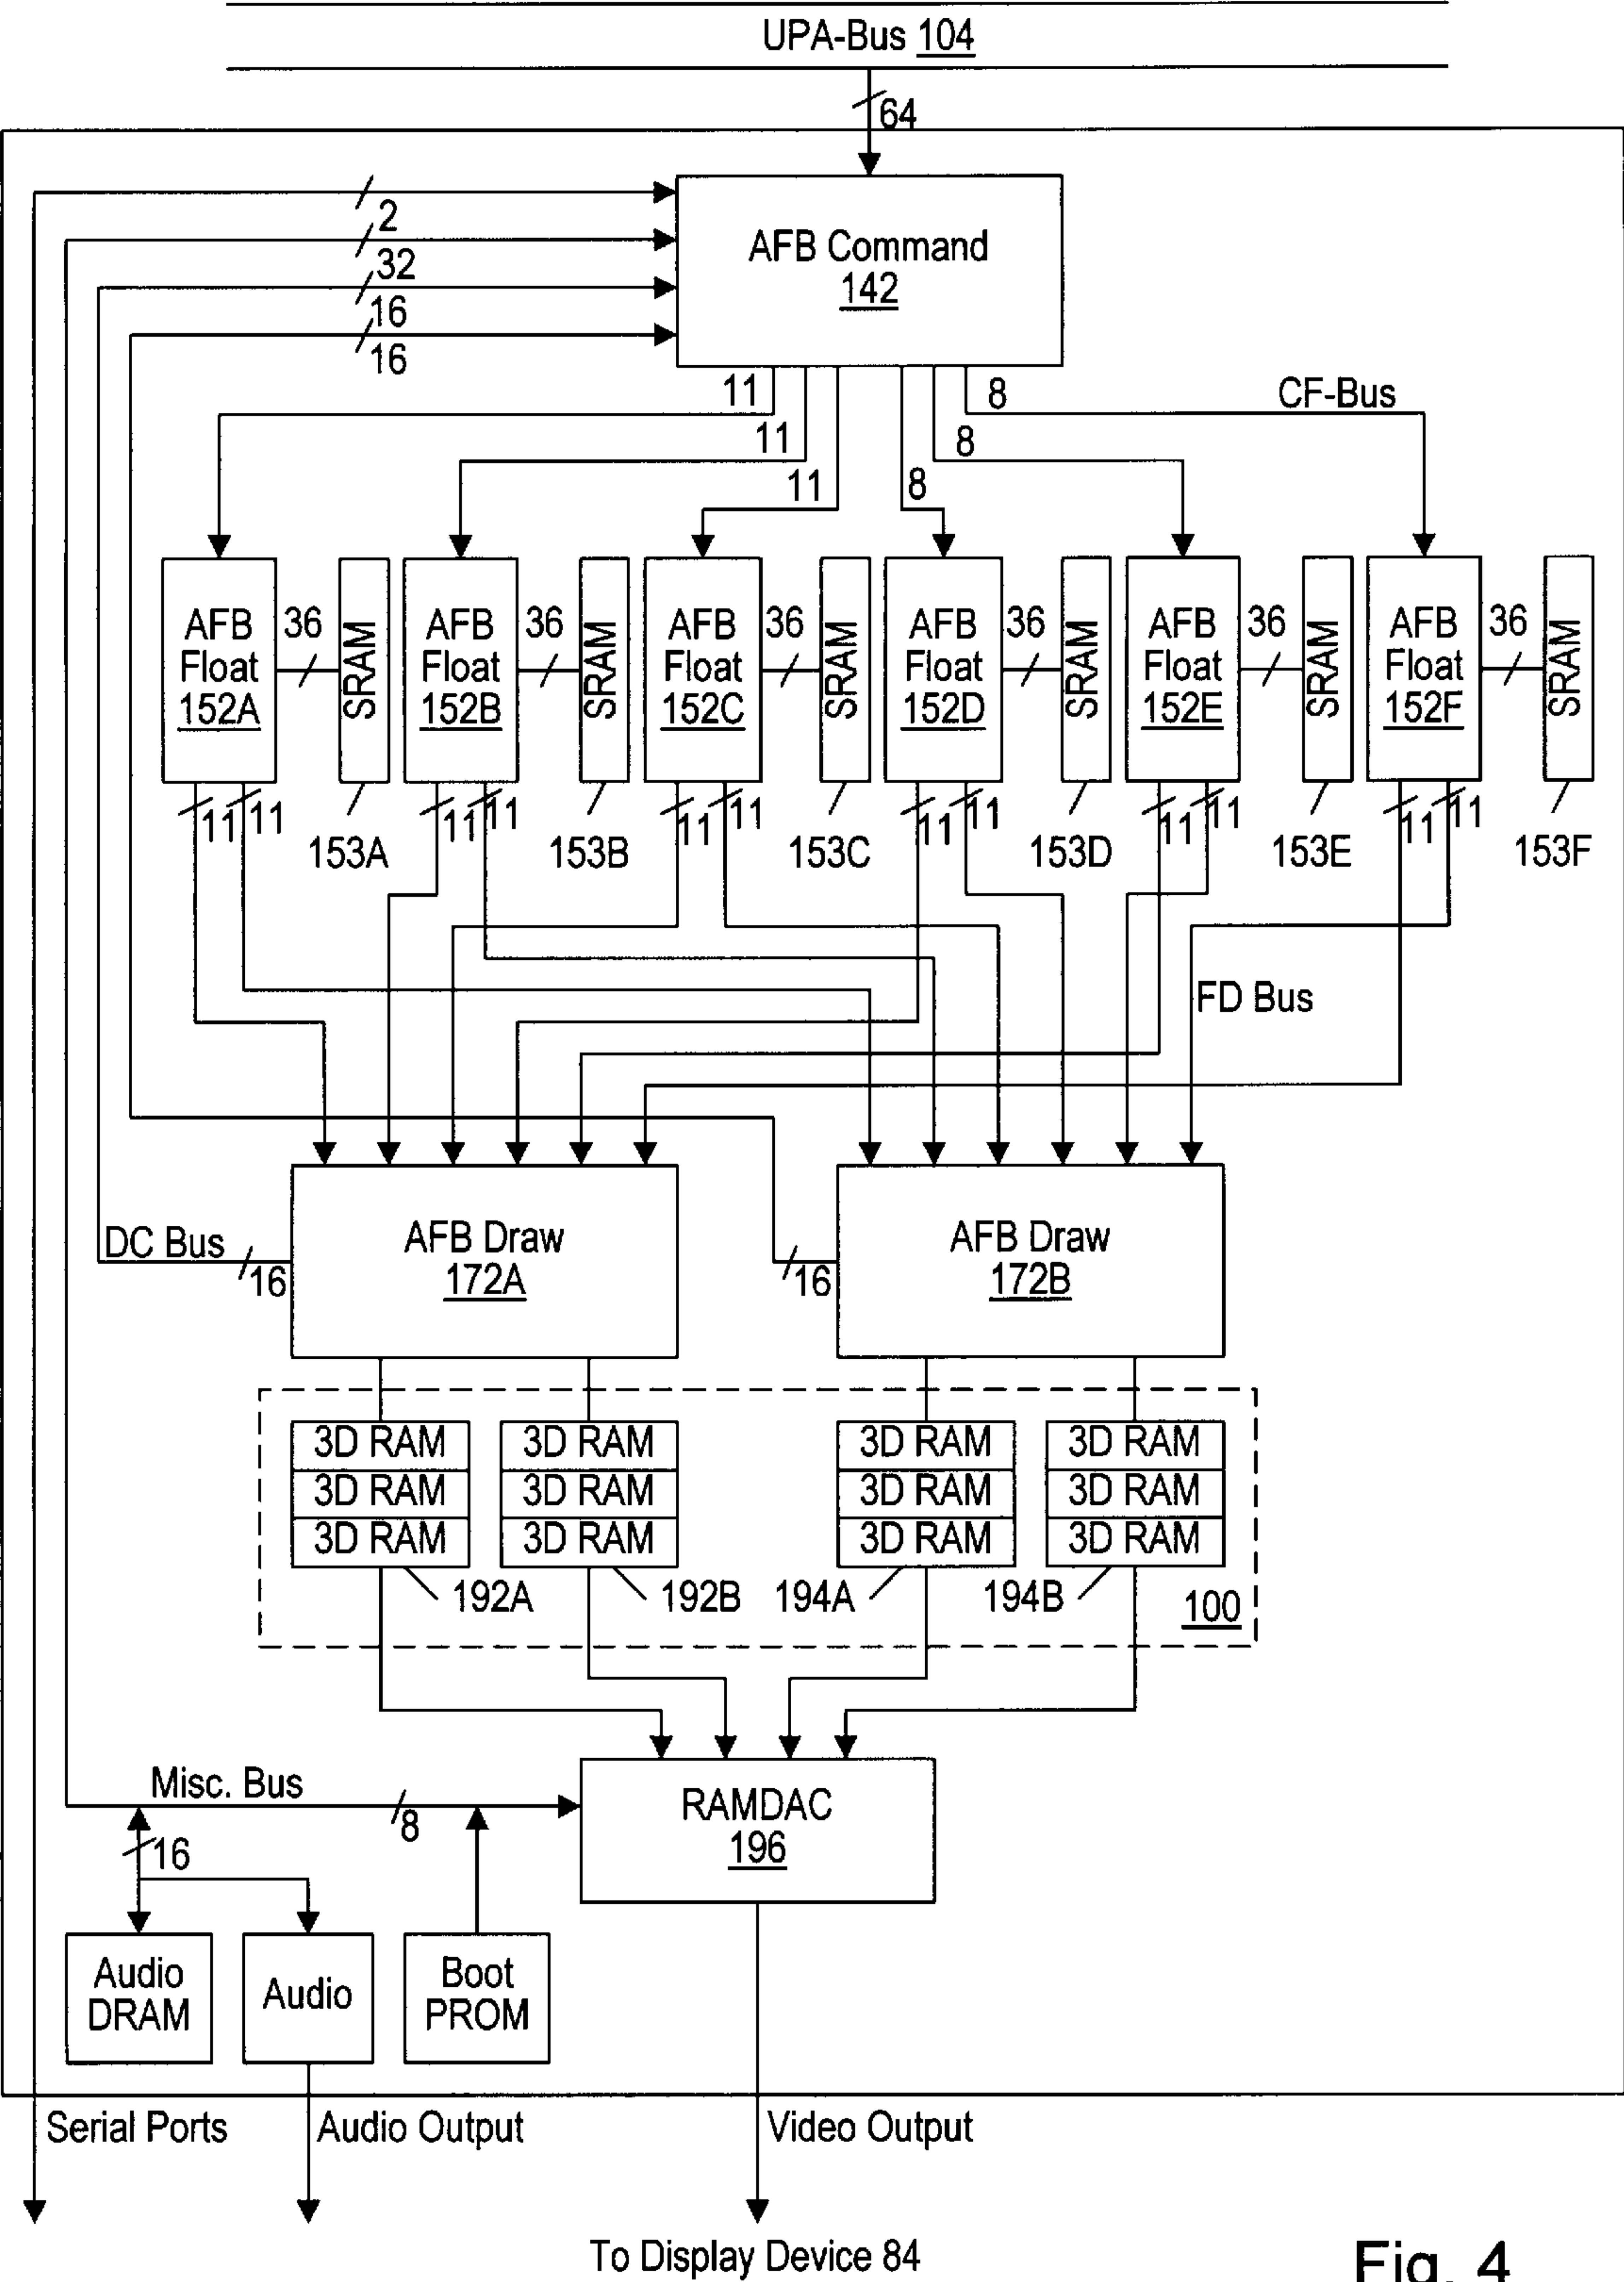 UPA-Bus 104
64
2
32
16
16
AFB Command
142
11
11
11
8
8
8
CF-Bus
AFB
Float
152A
36
SRAM
AFB
Float
152B
36
SRAM
AFB
Float
152C
36
SRAM
AFB
Float
152D
36
SRAM
AFB
Float
152E
36
SRAM
AFB
Float
152F
36
SRAM
11
11
153A
11
11
153B
11
11
153C
11
11
153D
11
11
153E
11
11
153F
FD Bus
DC Bus
16
AFB Draw
172A
16
AFB Draw
172B
3D RAM
3D RAM
3D RAM
192A
3D RAM
3D RAM
3D RAM
192B
3D RAM
3D RAM
3D RAM
194A
3D RAM
3D RAM
3D RAM
194B
100
Misc. Bus
8
16
RAMDAC
196
Audio
DRAM
Audio
Boot
PROM
Serial Ports
Audio Output
Video Output
To Display Device 84
Fig. 4